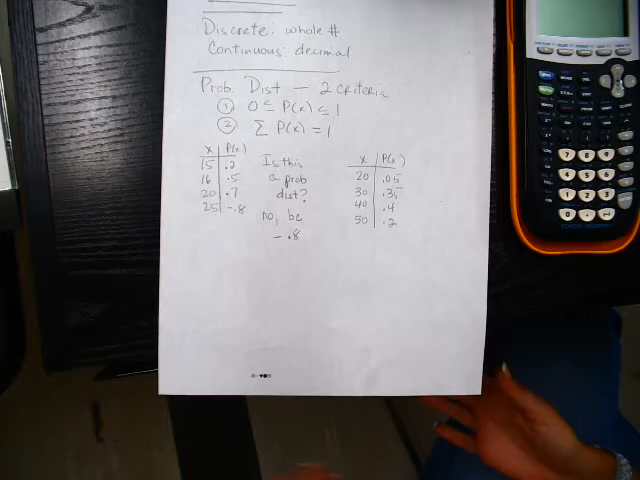 Discrete: whole #
Continuous: decimal
Prob. Dist — 2 criteria
① 0 ≤ P(x) ≤ 1
② ∑ P(x) = 1
x P(x)
15 .2
16 .5
20 .7
25 -.8
Is this
a prob
dist?
no, bc
-.8
x P(x)
20 .05
30 .35
40 .4
50 .2